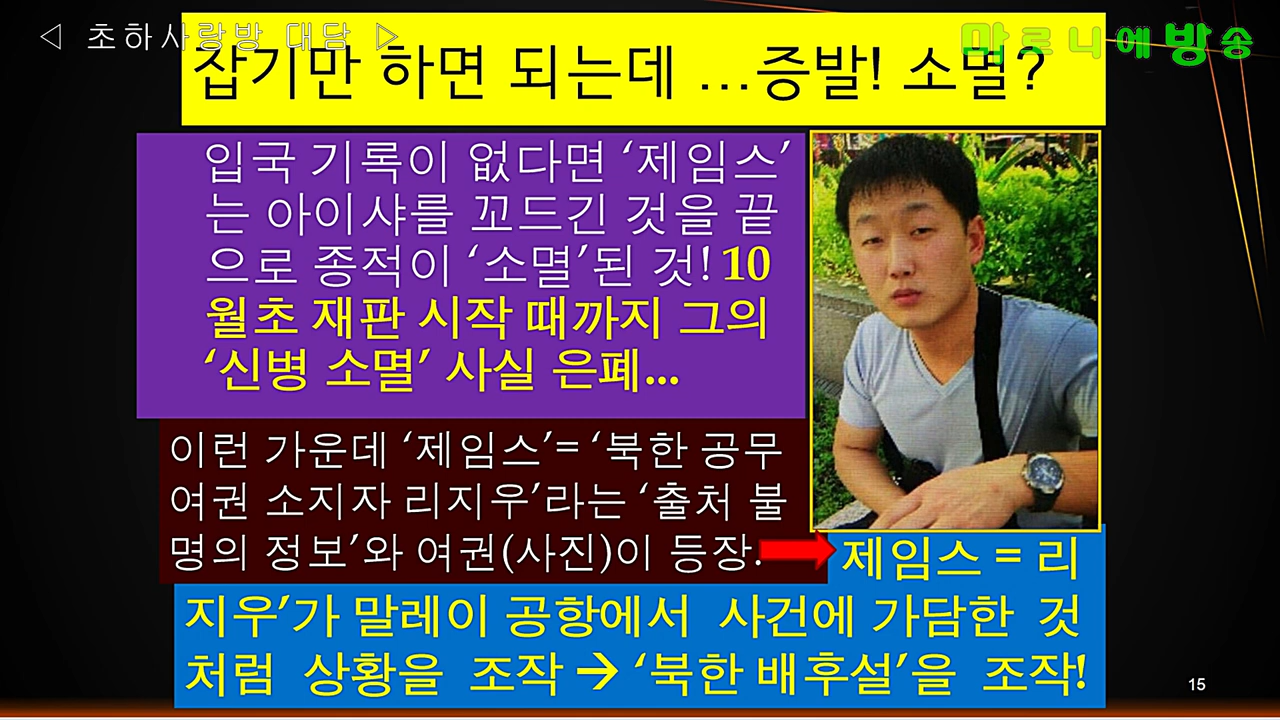 ◁ 초하사랑방 대담 ▷
마로니에방송
잡기만 하면 되는데 …증발! 소멸?
입국 기록이 없다면 ‘제임스’
는 아이샤를 꼬드긴 것을 끝
으로 종적이 ‘소멸’된 것! 10
월초 재판 시작 때까지 그의
‘신병 소멸’ 사실 은폐...
이런 가운데 ‘제임스’= ‘북한 공무
여권 소지자 리지우’라는 ‘출처 불
명의 정보’와 여권(사진)이 등장.
제임스 = 리
지우’가 말레이 공항에서 사건에 가담한 것
처럼 상황을 조작 → ‘북한 배후설’을 조작!
15